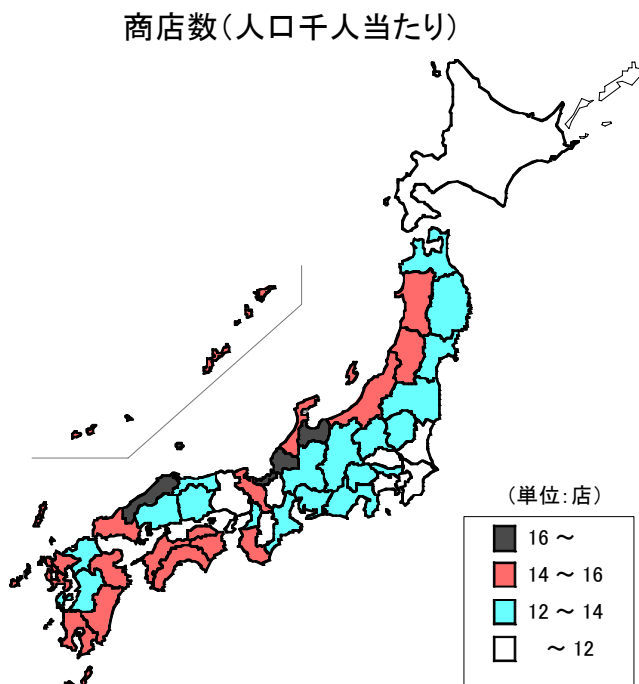 商店数（人口千人当たり）
（単位：店）
16 ～
14 ～ 16
12 ～ 14
～ 12